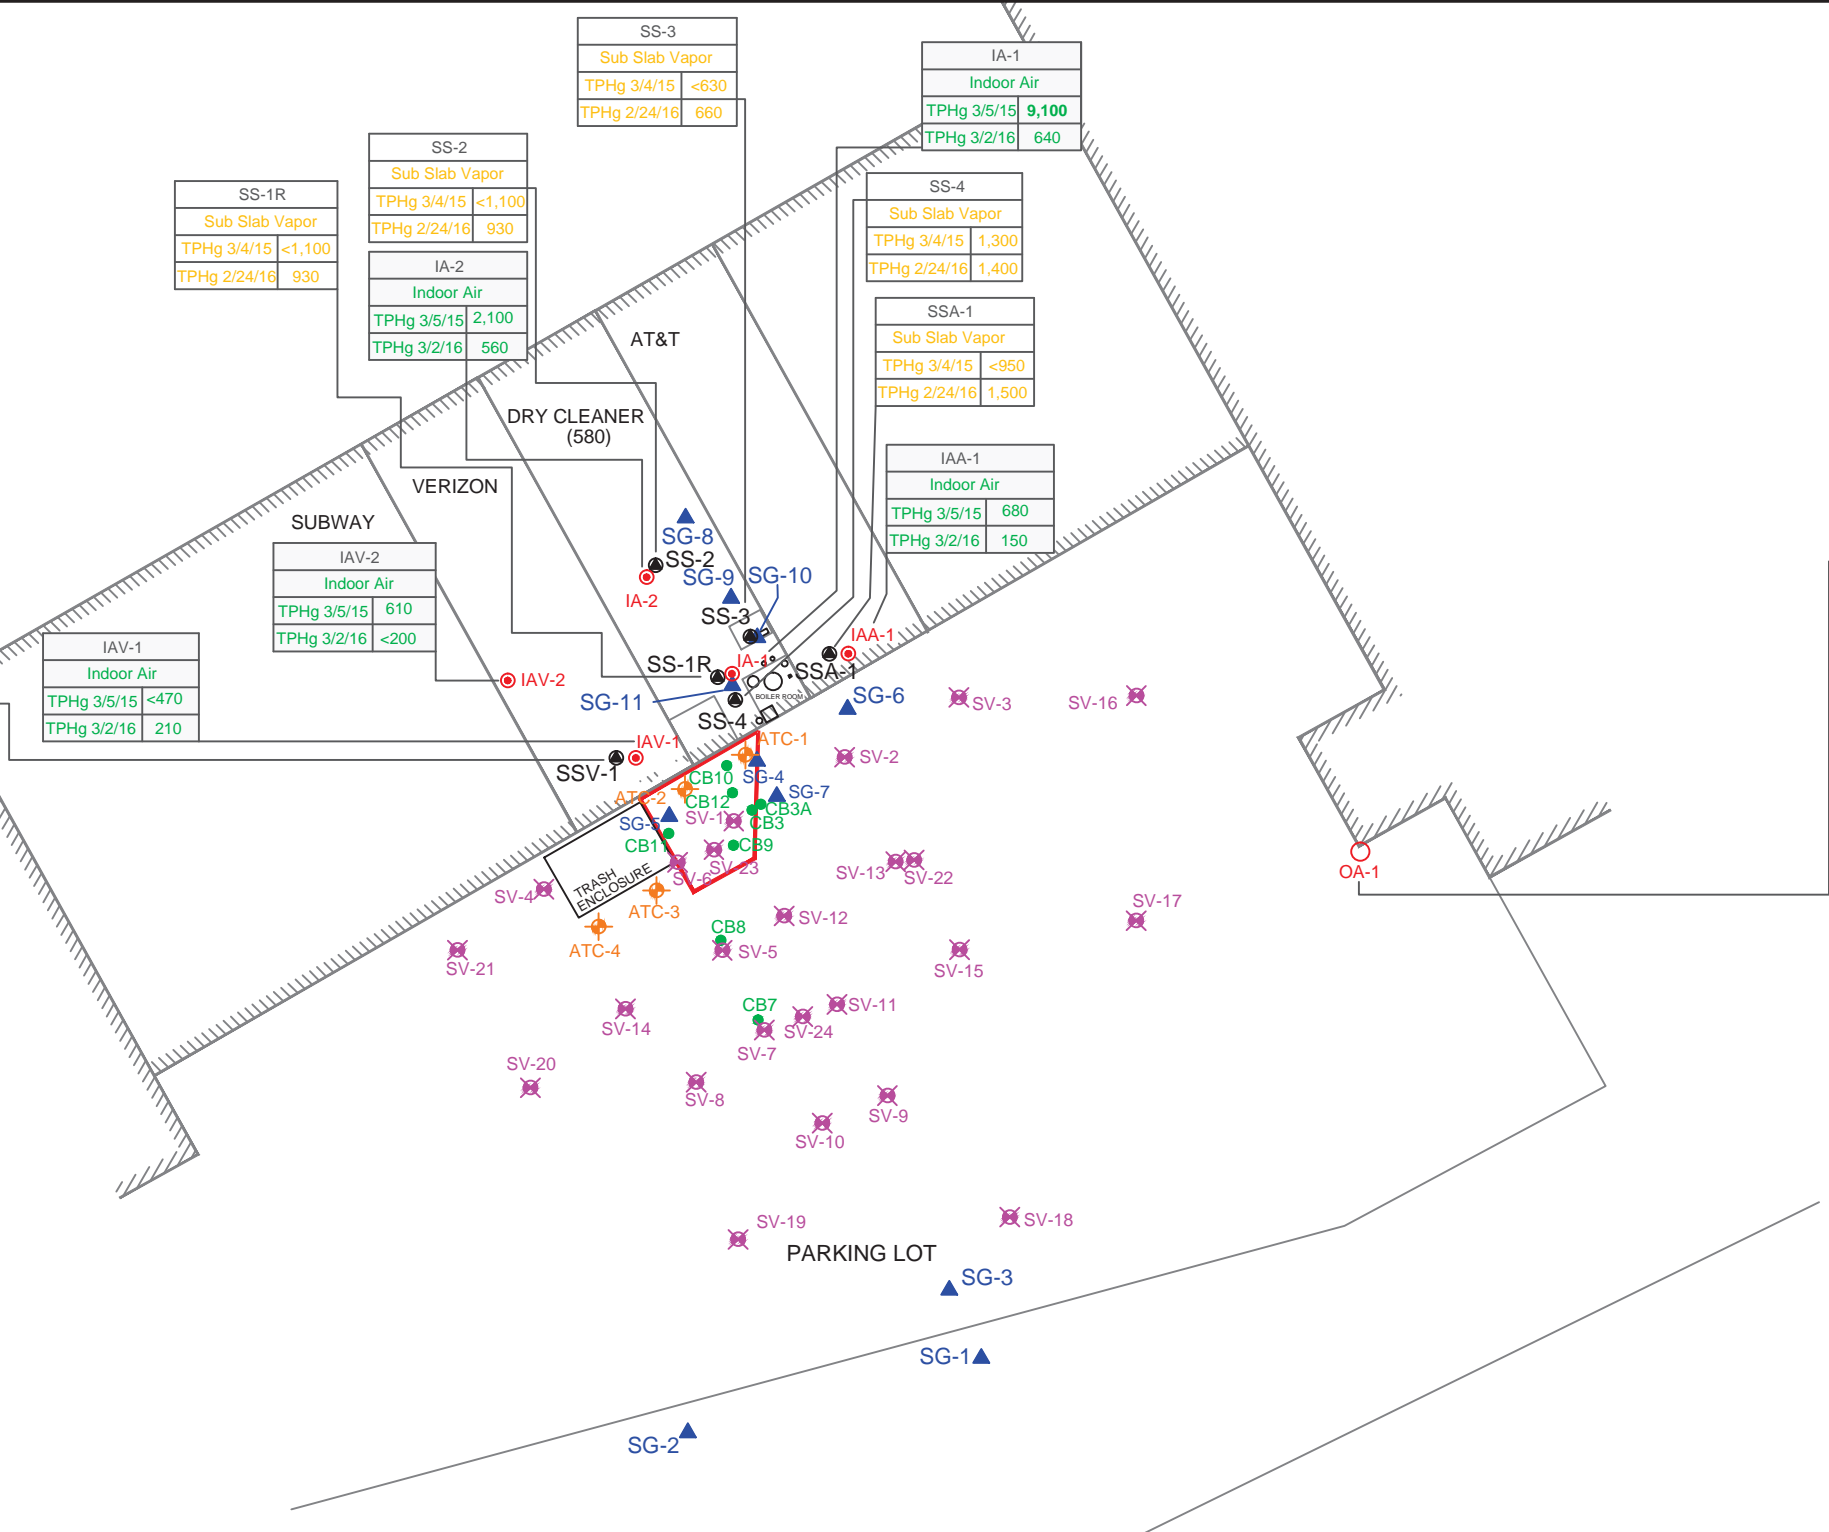 SS-3
Sub Slab Vapor
TPHg 3/4/15 <630
TPHg 2/24/16 660
IA-1
Indoor Air
TPHg 3/5/15 9,100
TPHg 3/2/16 640
SS-2
Sub Slab Vapor
TPHg 3/4/15 <1,100
TPHg 2/24/16 930
SS-1R
Sub Slab Vapor
TPHg 3/4/15 <1,100
TPHg 2/24/16 930
SS-4
Sub Slab Vapor
TPHg 3/4/15 1,300
TPHg 2/24/16 1,400
IA-2
Indoor Air
TPHg 3/5/15 2,100
TPHg 3/2/16 560
SSA-1
Sub Slab Vapor
TPHg 3/4/15 <950
TPHg 2/24/16 1,500
AT&T
DRY CLEANER
(580)
VERIZON
SUBWAY
IAA-1
Indoor Air
TPHg 3/5/15 680
TPHg 3/2/16 150
IAV-2
Indoor Air
TPHg 3/5/15 610
TPHg 3/2/16 <200
IAV-1
Indoor Air
TPHg 3/5/15 <470
TPHg 3/2/16 210
SG-8
SS-2
SG-9
SG-10
IA-2
SS-3
IAA-1
SS-1R
IA-1
SSA-1
IAV-2
BOILER ROOM
SG-11
SG-6
SV-3
SV-16
SS-4
ATC-1
IAV-1
SSV-1
SV-2
CB10
SG-4
SG-7
ATC-2
CB12
CB3A
SG-5
SV-1
CB3
CB11
CB9
SV-23
SV-6
SV-13
SV-22
OA-1
TRASH
ENCLOSURE
SV-4
ATC-3
SV-12
SV-17
CB8
ATC-4
SV-5
SV-21
SV-15
CB7
SV-11
SV-14
SV-24
SV-7
SV-20
SV-8
SV-9
SV-10
SV-19
SV-18
PARKING LOT
SG-3
SG-1
SG-2